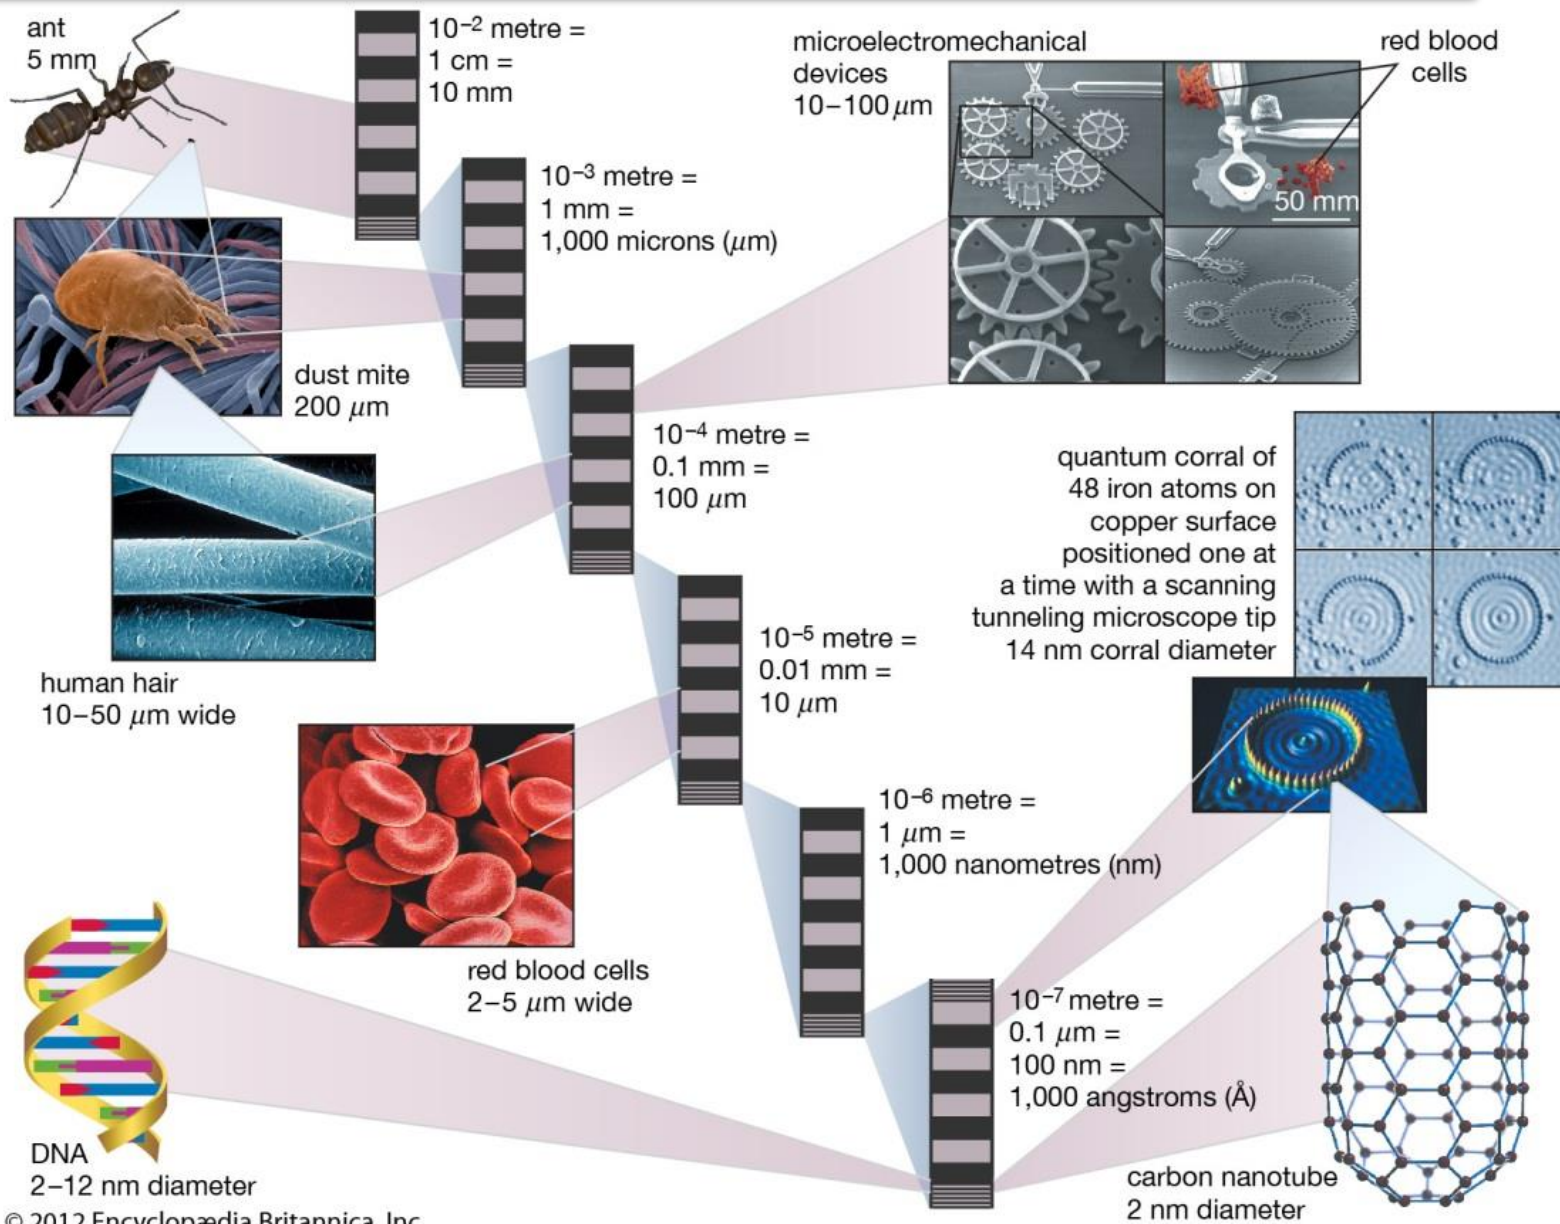 ant
5 mm
10–2 metre =
1 cm =
10 mm
microelectromechanical
devices
10–100 μm
red blood
cells
50 mm
10–3 metre =
1 mm =
1,000 microns (μm)
dust mite
200 μm
10–4 metre =
0.1 mm =
100 μm
quantum corral of
48 iron atoms on
copper surface
positioned one at
a time with a scanning
tunneling microscope tip
14 nm corral diameter
human hair
10–50 μm wide
10–5 metre =
0.01 mm =
10 μm
10–6 metre =
1 μm =
1,000 nanometres (nm)
red blood cells
2–5 μm wide
10–7 metre =
0.1 μm =
100 nm =
1,000 angstroms (Å)
DNA
2–12 nm diameter
carbon nanotube
2 nm diameter
© 2012 Encyclopædia Britannica, Inc.